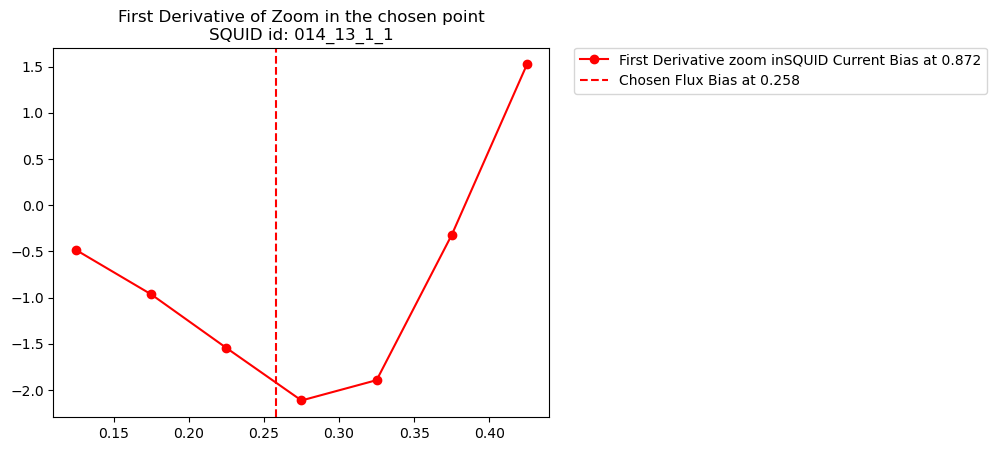 First Derivative of Zoom in the chosen point
SQUID id: 014_13_1_1
First Derivative zoom inSQUID Current Bias at 0.872
Chosen Flux Bias at 0.258
1.5
1.0
0.5
0.0
−0.5
−1.0
−1.5
−2.0
0.15 0.20 0.25 0.30 0.35 0.40